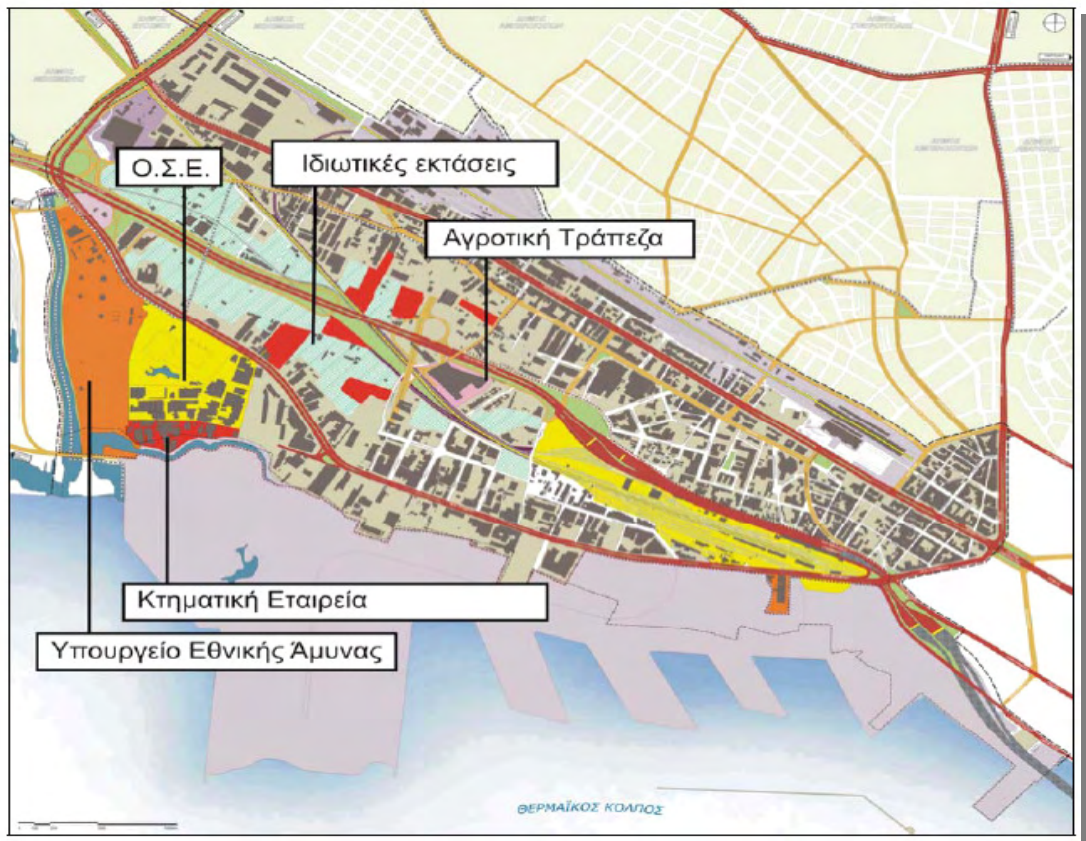 Ο.Σ.Ε.
Ιδιωτικές εκτάσεις
Αγροτική Τράπεζα
Κτηματική Εταιρεία
Υπουργείο Εθνικής Άμυνας
ΘΕΡΜΑΪΚΟΣ ΚΟΛΠΟΣ